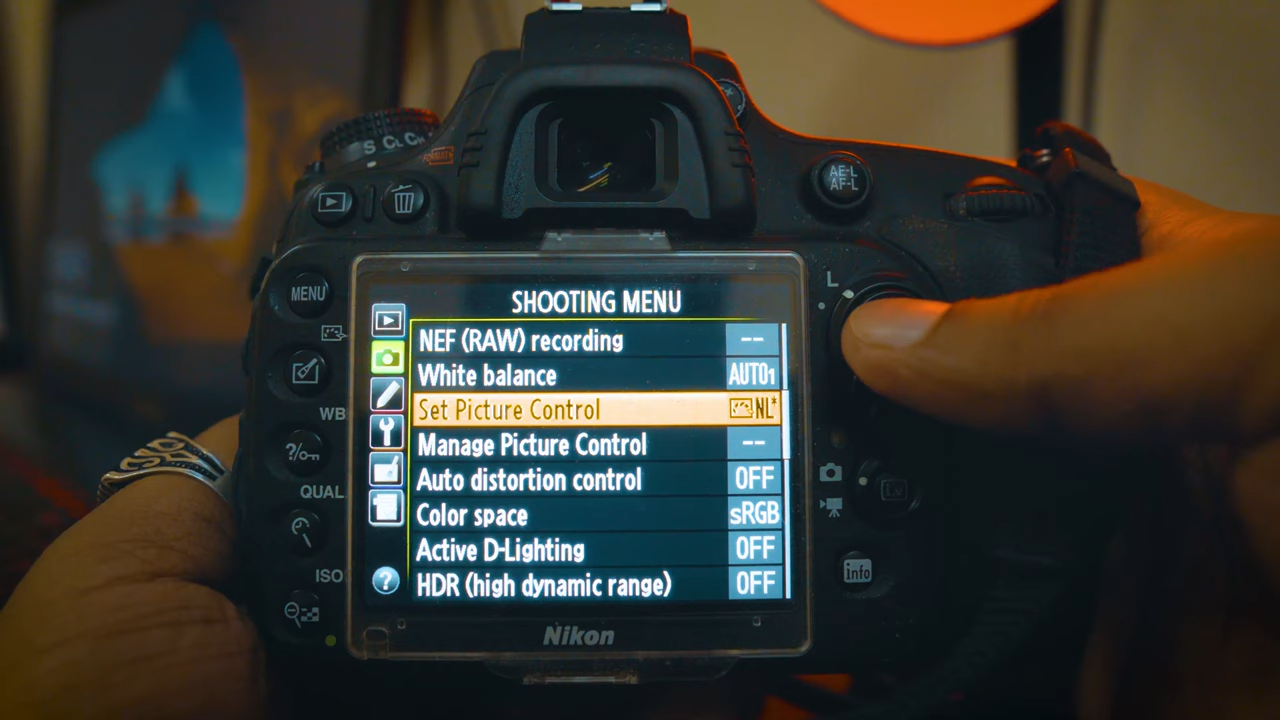 S CL CH
AE-L
AF-L
MENU
L
SHOOTING MENU
NEF (RAW) recording --
White balance AUTO1
Set Picture Control NL*
Manage Picture Control --
Auto distortion control OFF
Color space sRGB
Active D-Lighting OFF
HDR (high dynamic range) OFF
?
WB
?
QUAL
ISO
Lv
info
Nikon